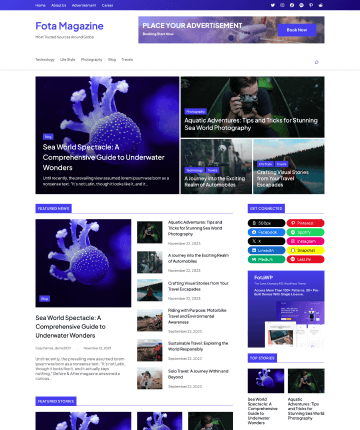 Home About Us Advertisement Career
Fota Magazine
Most Trusted Sources Around Globe
PLACE YOUR ADVERTISEMENT
Booking Start Now
Book Now
Technology Life Style Photography Blog Travels
Blog
Sea World Spectacle: A
Complehensive Guide to Underwater
Wonders
Until recently, the prevailing view assumed lorem ipsum was born as a
nonsense text. "It's not Latin, though it looks like it, and it...
Photography
Aquatic Adventures: Tips and Tricks for Stunning
Sea World Photography
Technology Travels
A Journey into the Exciting
Realm of Automobiles
Life Style Travels
Crafting Visual Stories from
Your Travel Escapades
FEATURED NEWS
Blog
Sea World Spectacle: A
Complehensive Guide to
Underwater Wonders
November 22, 2023
Until recently, the prevailing view assumed lorem
ipsum was born as a nonsense text. "It's not Latin,
though it looks like it, and it actually says
nothing," Before & After magazine answered a
curious...
Aquatic Adventures: Tips and
Tricks for Stunning Sea World
Photography
November 22, 2023
A Journey into the Exciting Realm
of Automobiles
November 22, 2023
Crafting Visual Stories from Your
Travel Escapades
November 22, 2023
Riding with Purpose: Motorbike
Travel and Environmental
Awareness
September 22, 2023
Sustainable Travel: Exploring the
World Responsibly
September 22, 2023
Solo Travel: A Journey Within and
Beyond
September 22, 2023
FEATURED STORIES
GET CONNECTED
500px Pinterest
Facebook Spotify
X Instagram
LinkedIn Snapchat
Medium Last.fm
FotaWP
TOP STORIES
Sea World
Spectacle: A
Complehensive
Guide to
Underwater
Wonders
Aquatic
Adventures: Tips
and Tricks for
Stunning Sea
World Photography